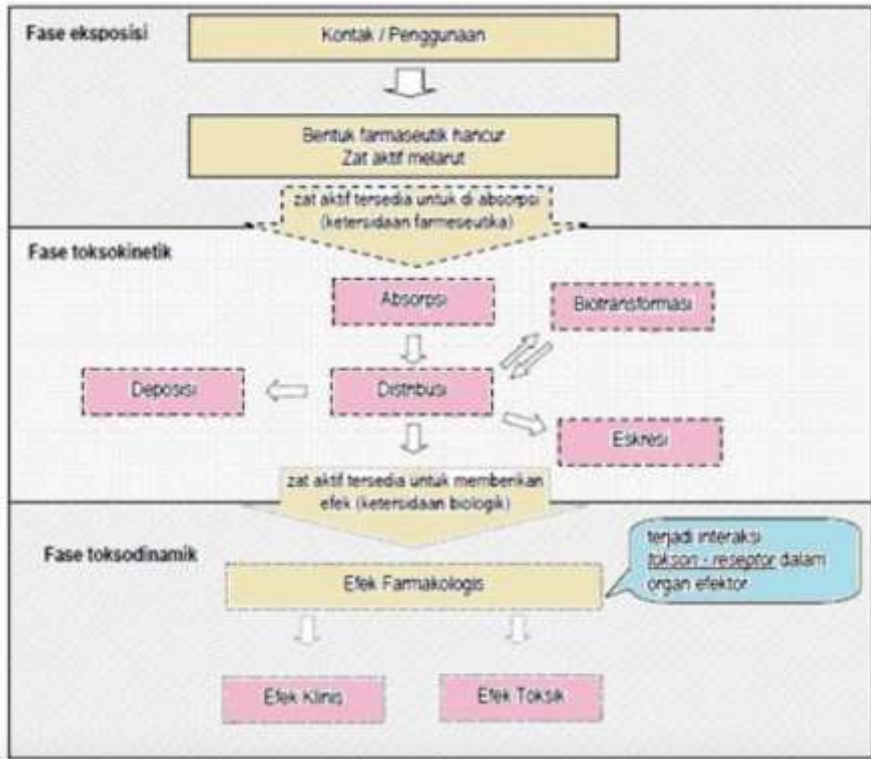 Fase eksposisi
Kontak / Penggunaan
Bentuk farmaseutik hancur
Zat aktif melarut
zat aktif tersedia untuk di absorpsi
(ketersidaan farmeseutika)
Fase toksokinetik
Absorpsi
Biotransformasi
Deposisi
Distribusi
Eskresi
zat aktif tersedia untuk memberikan
efek (ketersidaan biologik)
Fase toksodinamik
terjadi interaksi
tokson - reseptor dalam
organ efektor
Efek Farmakologis
Efek Klinis
Efek Toksik